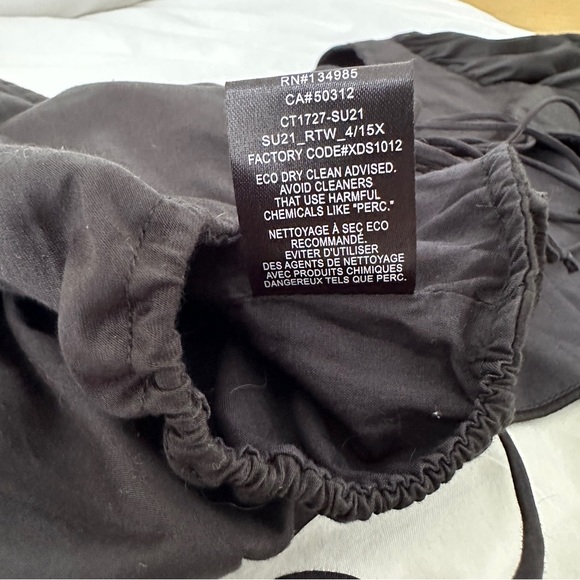 RN#134985
CA#50312
CT1727-SU21
SU21_RTW_4/15X
FACTORY CODE#XDS1012
ECO DRY CLEAN ADVISED.
AVOID CLEANERS
THAT USE HARMFUL
CHEMICALS LIKE "PERC."
NETTOYAGE À SEC ECO
RECOMMANDÉ.
EVITER D'UTILISER
DES AGENTS DE NETTOYAGE
AVEC PRODUITS CHIMIQUES
DANGEREUX TELS QUE PERC.